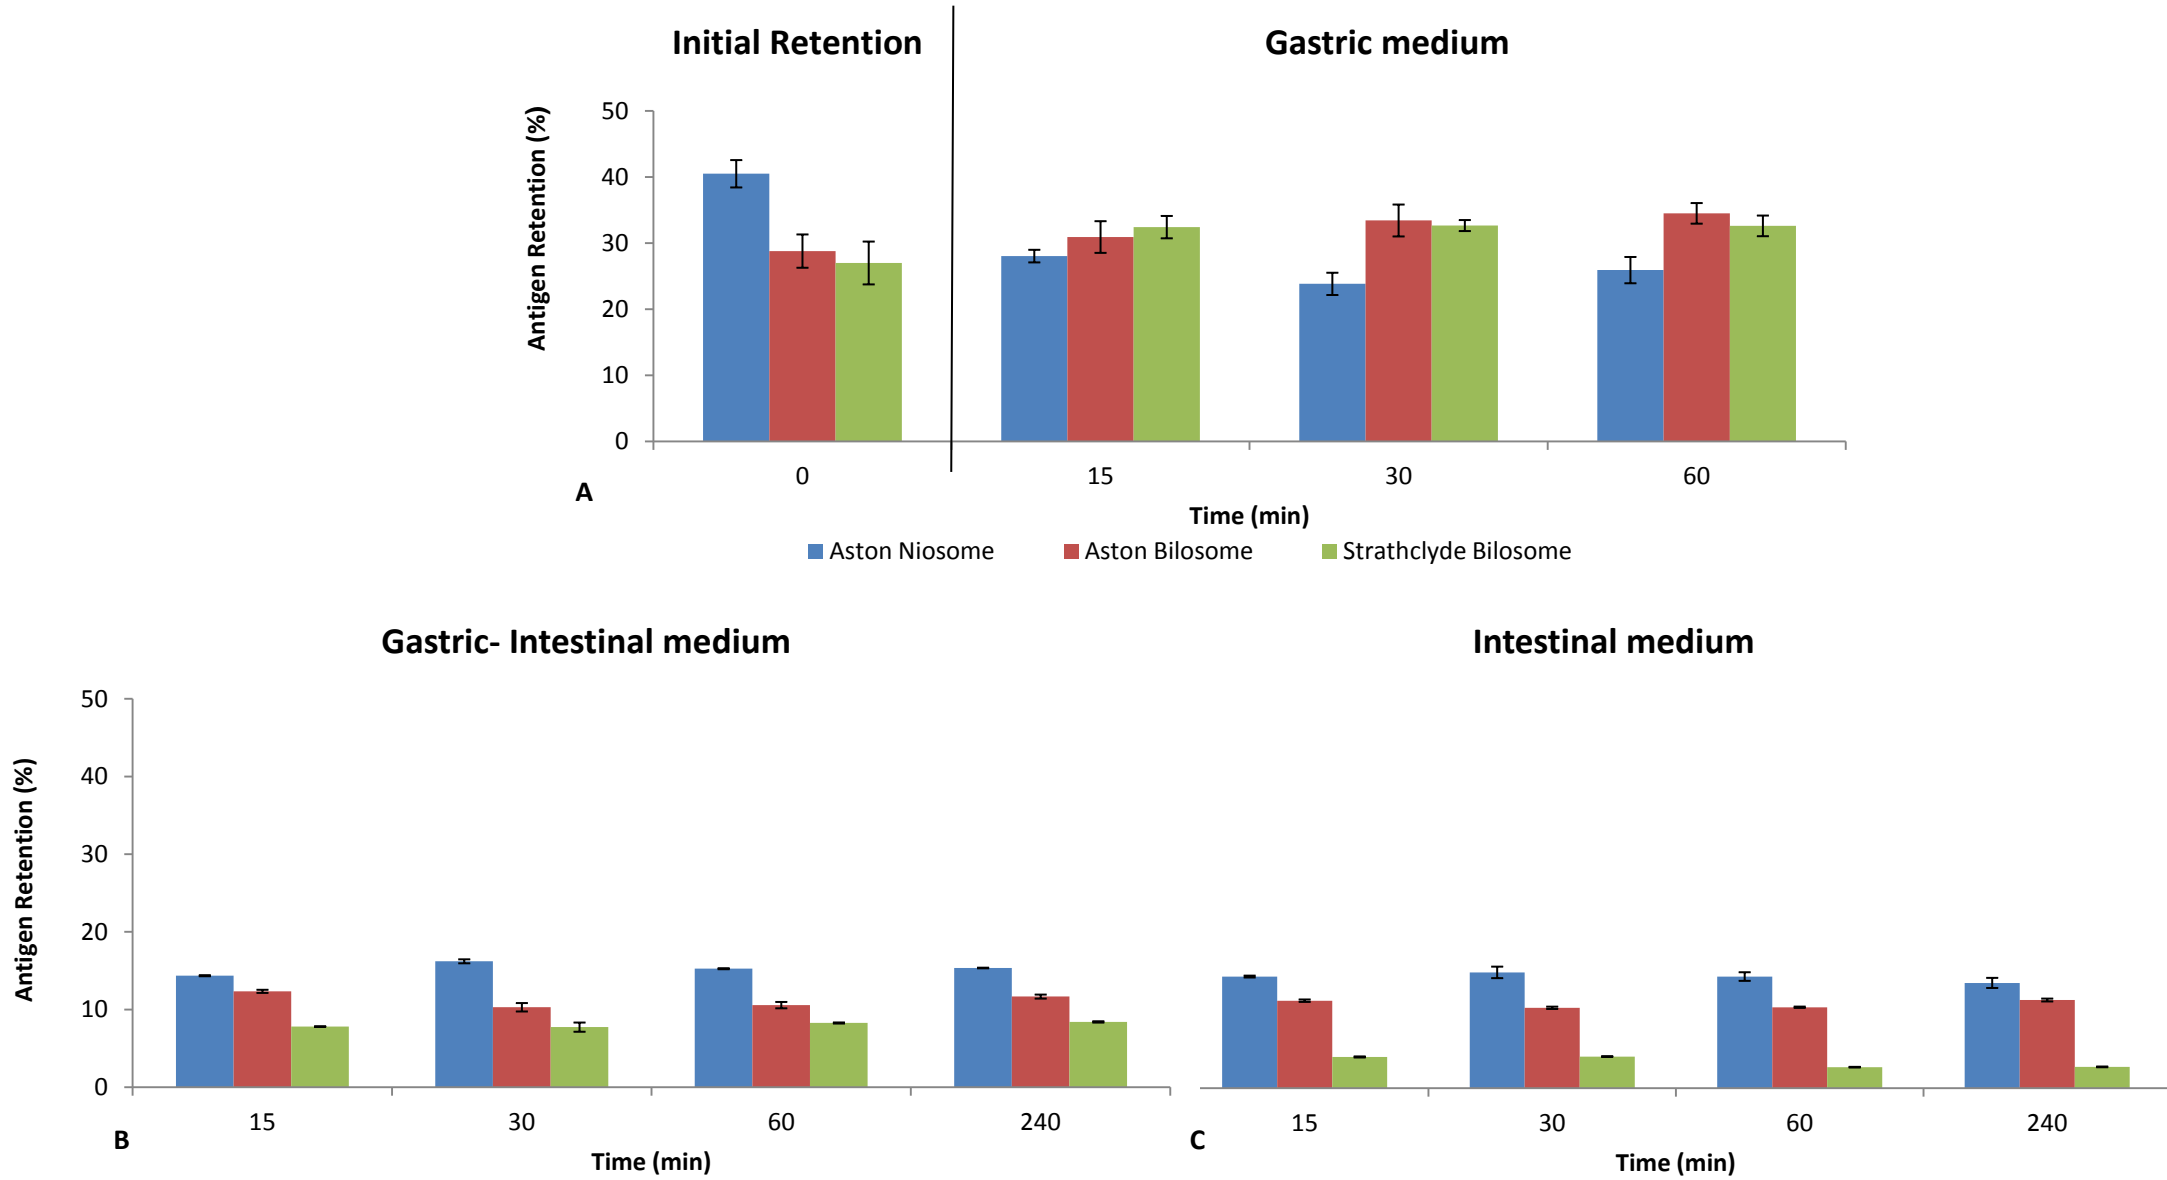 Initial Retention
Gastric medium
Antigen Retention (%)
50
40
30
20
10
0
0
15
30
60
A
Time (min)
Aston Niosome
Aston Bilosome
Strathclyde Bilosome
Gastric- Intestinal medium
Antigen Retention (%)
50
40
30
20
10
0
15
30
60
240
B
Time (min)
Intestinal medium
15
30
60
240
C
Time (min)